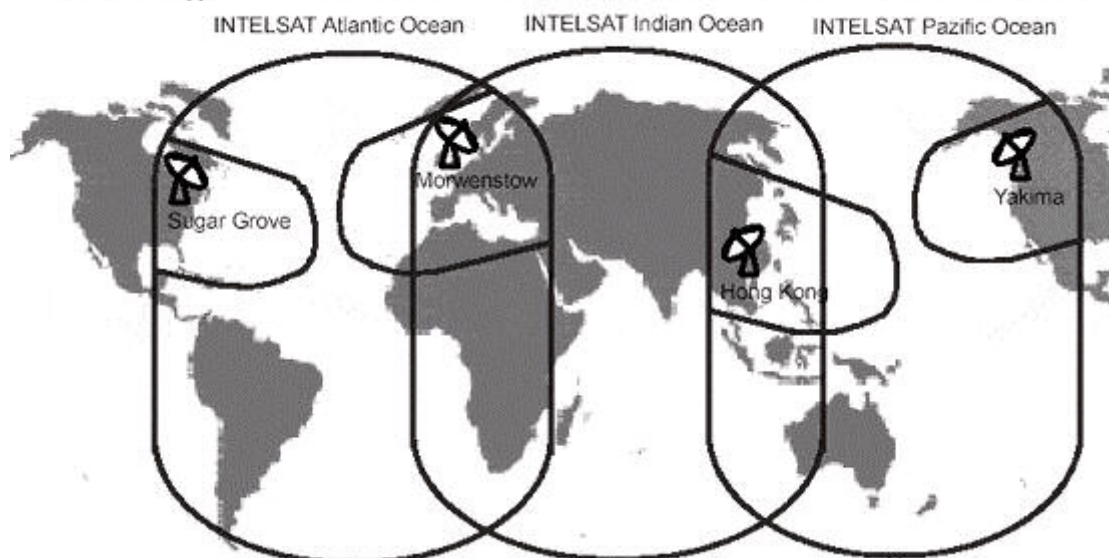 INTELSAT Atlantic Ocean
INTELSAT Indian Ocean
INTELSAT Pazific Ocean
Morwenstow
Sugar Grove
Yakima
Hong Kong